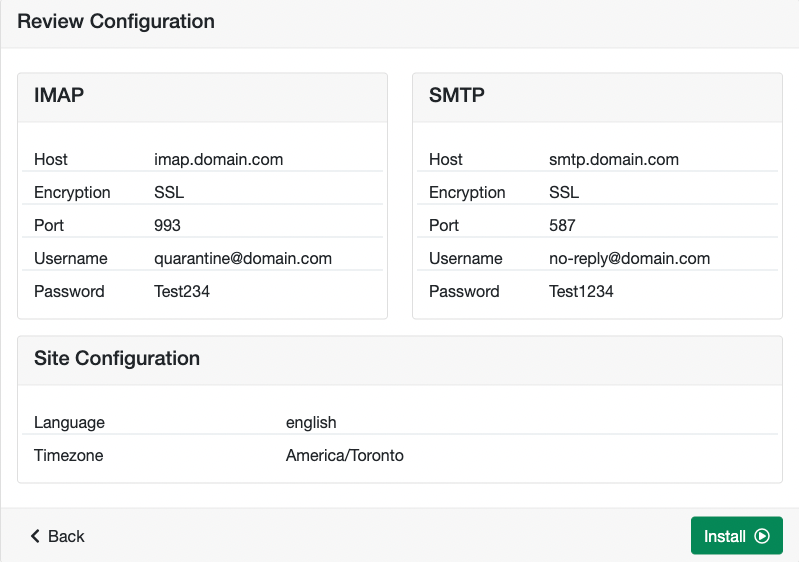 Review Configuration
IMAP
Host imap.domain.com
Encryption SSL
Port 993
Username quarantine@domain.com
Password Test234
SMTP
Host smtp.domain.com
Encryption SSL
Port 587
Username no-reply@domain.com
Password Test1234
Site Configuration
Language english
Timezone America/Toronto
Back
Install